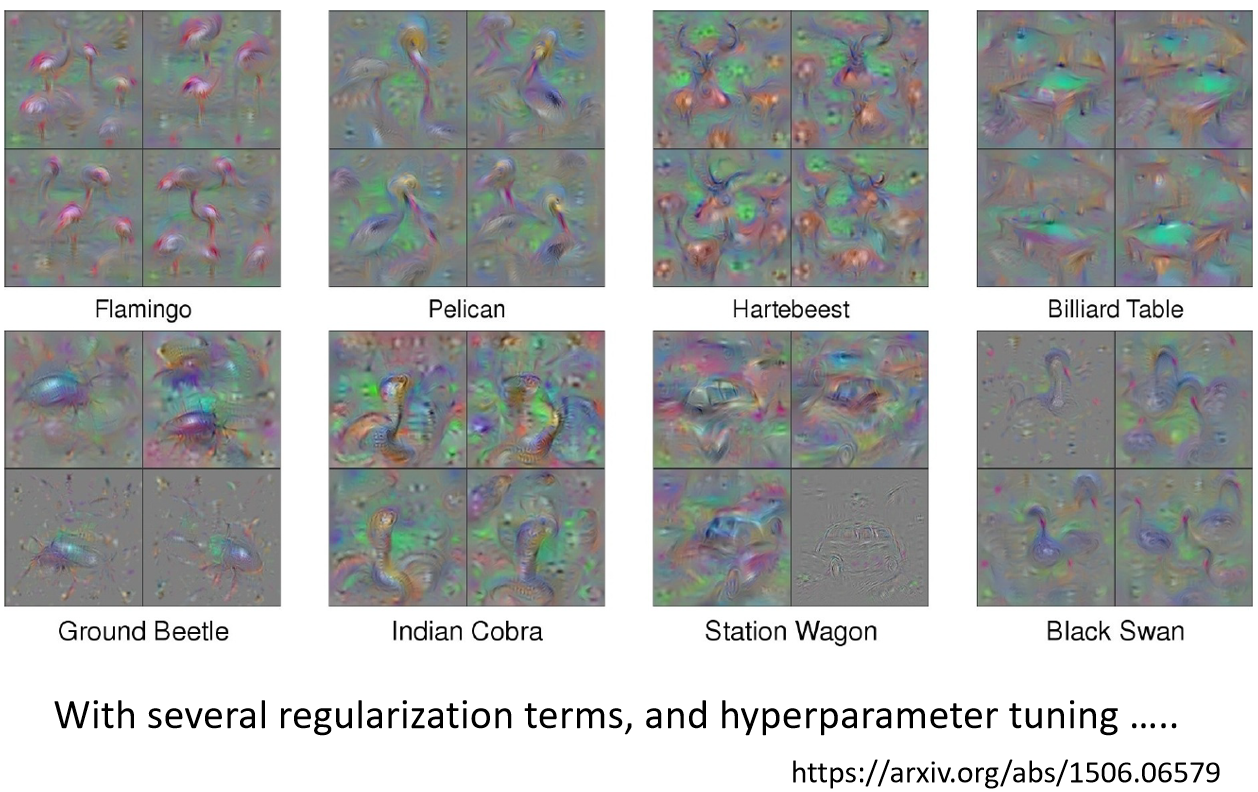 Flamingo
Pelican
Hartebeest
Billiard Table
Ground Beetle
Indian Cobra
Station Wagon
Black Swan
With several regularization terms, and hyperparameter tuning .....
https://arxiv.org/abs/1506.06579